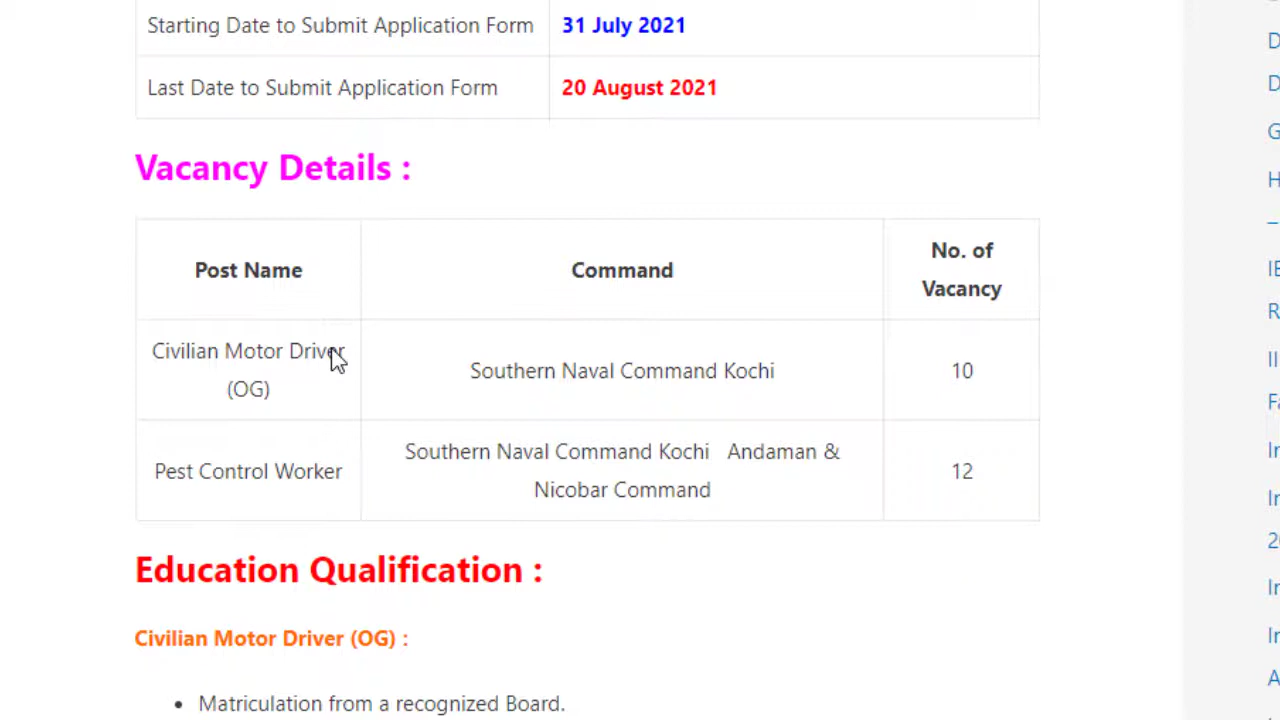 Starting Date to Submit Application Form 31 July 2021
Last Date to Submit Application Form 20 August 2021
Vacancy Details :
Post Name Command No. of
Vacancy
Civilian Motor Driver
(OG) Southern Naval Command Kochi 10
Pest Control Worker Southern Naval Command Kochi Andaman &
Nicobar Command 12
Education Qualification :
Civilian Motor Driver (OG) :
• Matriculation from a recognized Board.